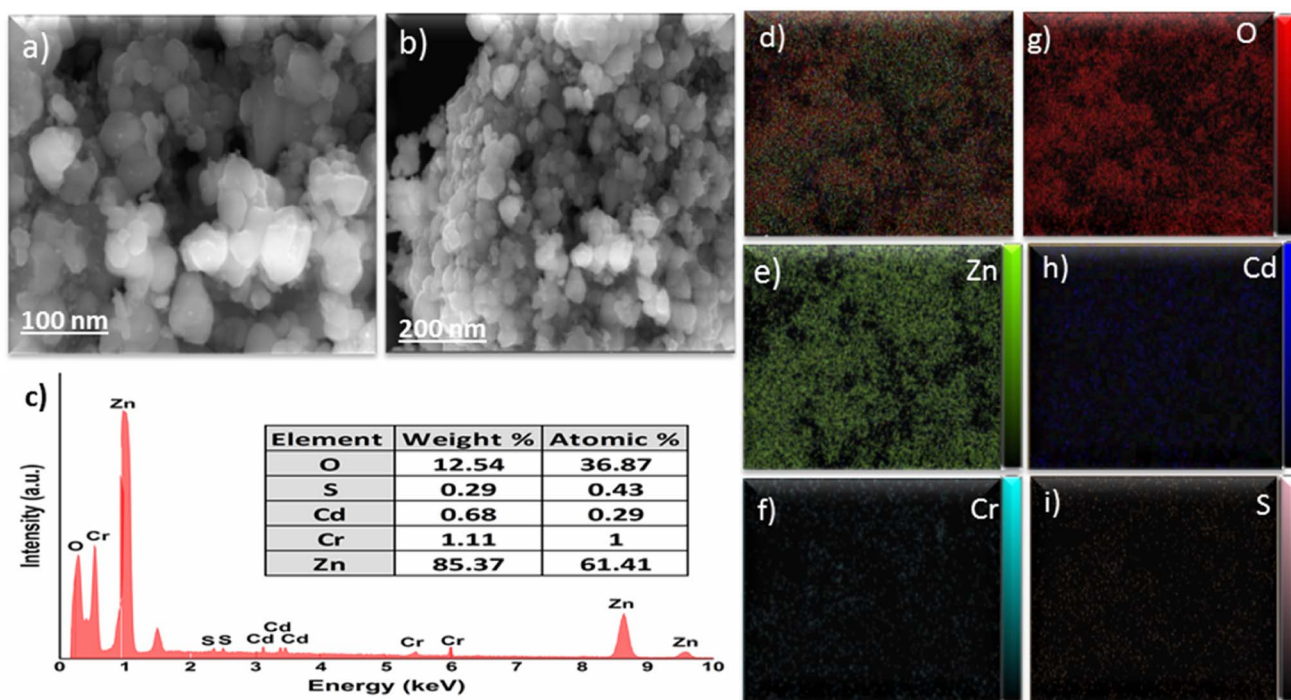 a)
100 nm
b)
200 nm
c)
Intensity (a.u.)
O
Cr
Zn
S
S
Cd
Cd
Cd
Cr
Cr
Zn
Zn
0 1 2 3 4 5 6 7 8 9 10
Energy (keV)
Element Weight % Atomic %
O 12.54 36.87
S 0.29 0.43
Cd 0.68 0.29
Cr 1.11 1
Zn 85.37 61.41
d)
g) O
e) Zn
h) Cd
f) Cr
i) S